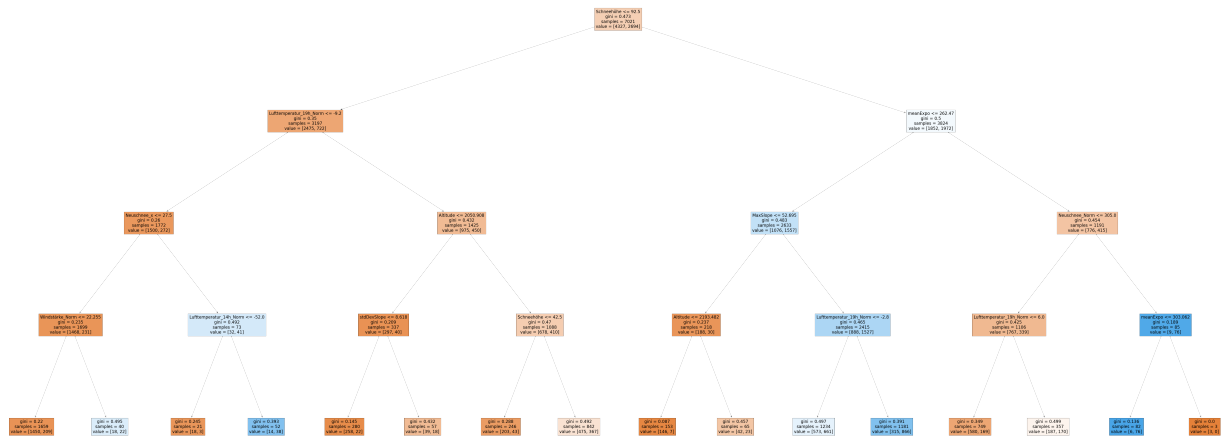 Schneehöhe <= 92.5
gini = 0.473
samples = 7021
value = [4327, 2694]
Lufttemperatur_19h_Norm <= -9.2
gini = 0.35
samples = 3197
value = [2475, 722]
meanExpo <= 262.47
gini = 0.5
samples = 3824
value = [1852, 1972]
Neuschnee_x <= 27.5
gini = 0.26
samples = 1772
value = [1500, 272]
Altitude <= 2050.908
gini = 0.432
samples = 1425
value = [975, 450]
MaxSlope <= 52.695
gini = 0.483
samples = 2633
value = [1076, 1557]
Neuschnee_Norm <= 305.0
gini = 0.454
samples = 1191
value = [776, 415]
Windstärke_Norm <= 22.255
gini = 0.235
samples = 1699
value = [1468, 231]
Lufttemperatur_14h_Norm <= -52.0
gini = 0.492
samples = 73
value = [32, 41]
stdDevSlope <= 8.618
gini = 0.209
samples = 337
value = [297, 40]
Schneehöhe <= 42.5
gini = 0.47
samples = 1088
value = [678, 410]
Altitude <= 2193.482
gini = 0.237
samples = 218
value = [188, 30]
Lufttemperatur_19h_Norm <= -2.8
gini = 0.465
samples = 2415
value = [888, 1527]
Lufttemperatur_19h_Norm <= 6.0
gini = 0.425
samples = 1106
value = [767, 339]
meanExpo <= 303.062
gini = 0.189
samples = 85
value = [9, 76]
gini = 0.22
samples = 1659
value = [1450, 209]
gini = 0.495
samples = 40
value = [18, 22]
gini = 0.245
samples = 21
value = [18, 3]
gini = 0.393
samples = 52
value = [14, 38]
gini = 0.145
samples = 280
value = [258, 22]
gini = 0.432
samples = 57
value = [39, 18]
gini = 0.288
samples = 246
value = [203, 43]
gini = 0.492
samples = 842
value = [475, 367]
gini = 0.087
samples = 153
value = [146, 7]
gini = 0.457
samples = 65
value = [42, 23]
gini = 0.497
samples = 1234
value = [573, 661]
gini = 0.391
samples = 1181
value = [315, 866]
gini = 0.349
samples = 749
value = [580, 169]
gini = 0.499
samples = 357
value = [187, 170]
gini = 0.136
samples = 82
value = [6, 76]
gini = 0.0
samples = 3
value = [3, 0]